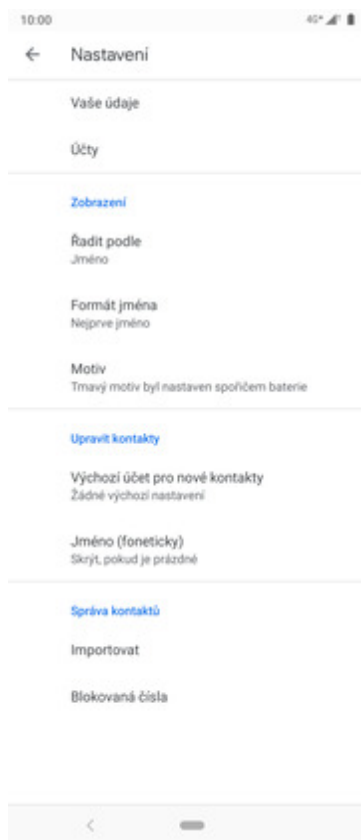 10:00
4G+
Nastavení
Vaše údaje
Účty
Zobrazení
Řadit podle
Jméno
Formát jména
Nejprve jméno
Motiv
Tmavý motiv byl nastaven spořičem baterie
Upravit kontakty
Výchozí účet pro nové kontakty
Žádné výchozí nastavení
Jméno (foneticky)
Skrýt, pokud je prázdné
Správa kontaktů
Importovat
Blokovaná čísla